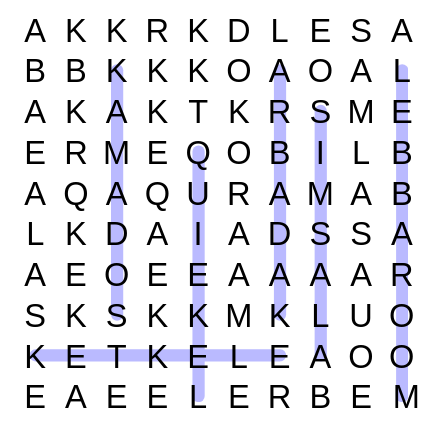 A K K R K D L E S A
B B K K K O A O A L
A K A K T K R S M E
E R M E Q O B I L B
A Q A Q U R A M A B
L K D A I A D S S A
A E O E E A A A A R
S K S K K M K L U O
K E T K E L E A O O
E A E E L E R B E M